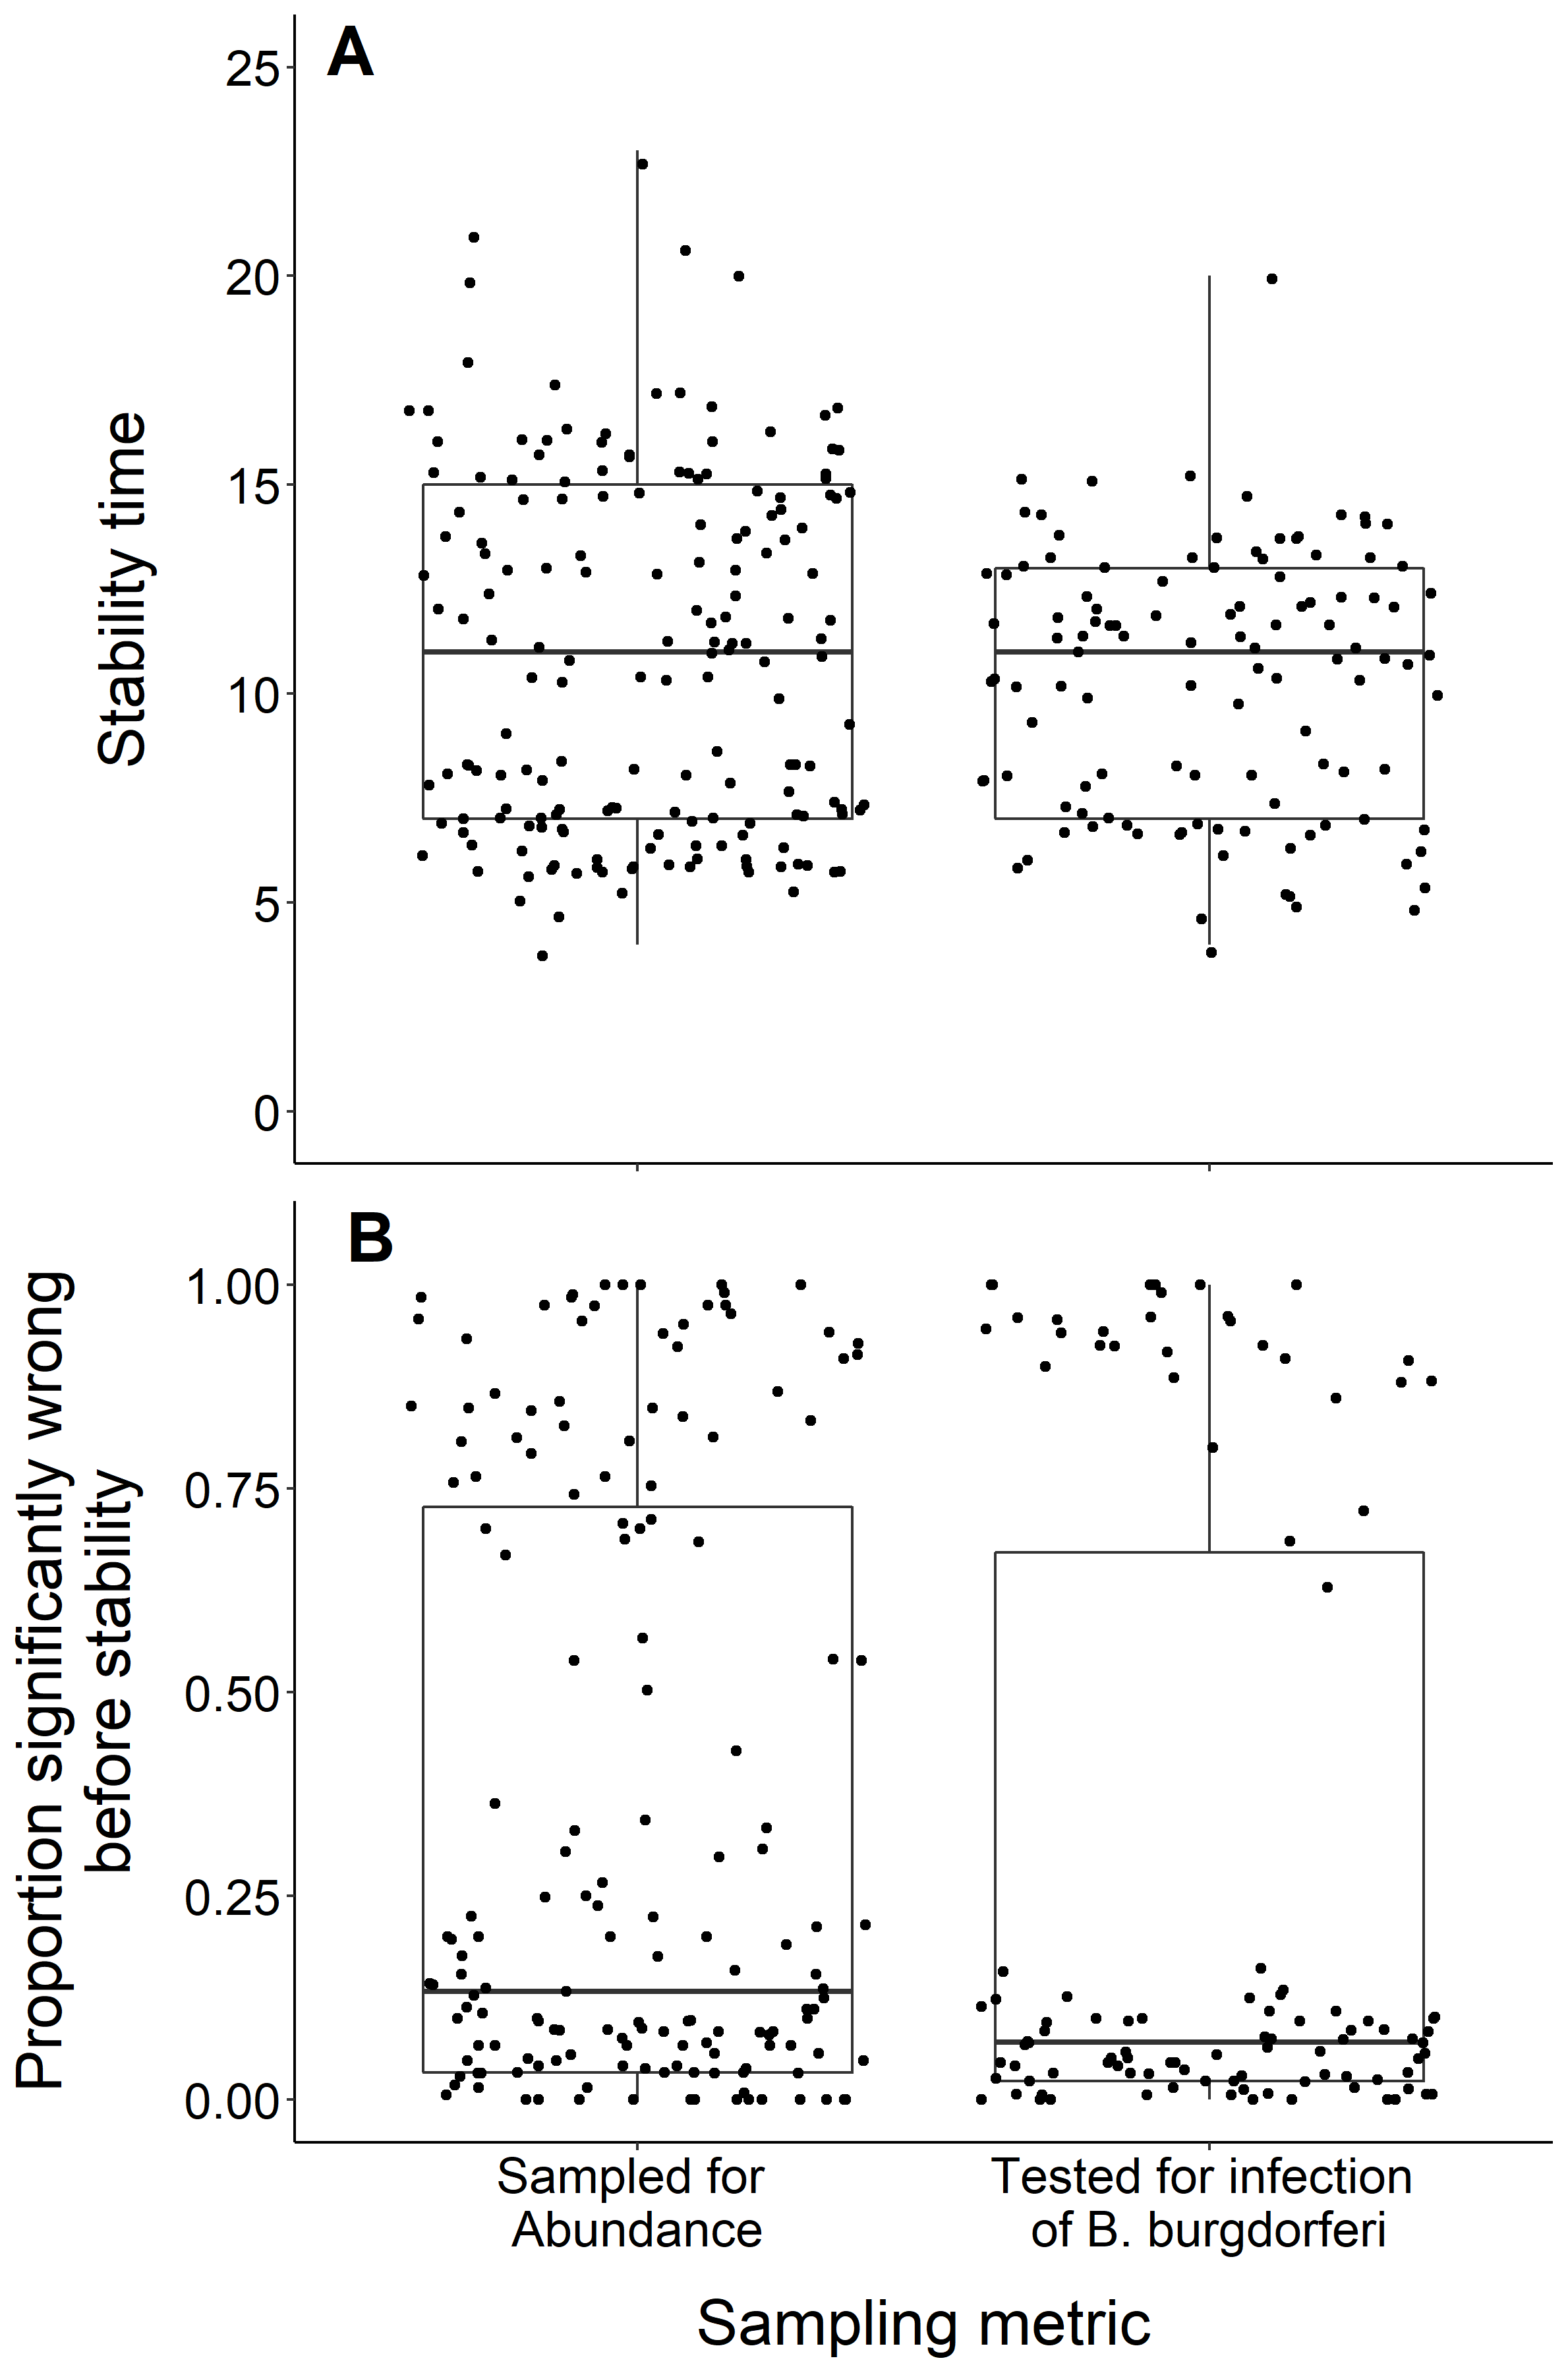 A
25
20
15
10
5
0
Stability time
B
1.00
0.75
0.50
0.25
0.00
Proportion significantly wrong
before stability
Sampled for
Abundance
Tested for infection
of B. burgdorferi
Sampling metric